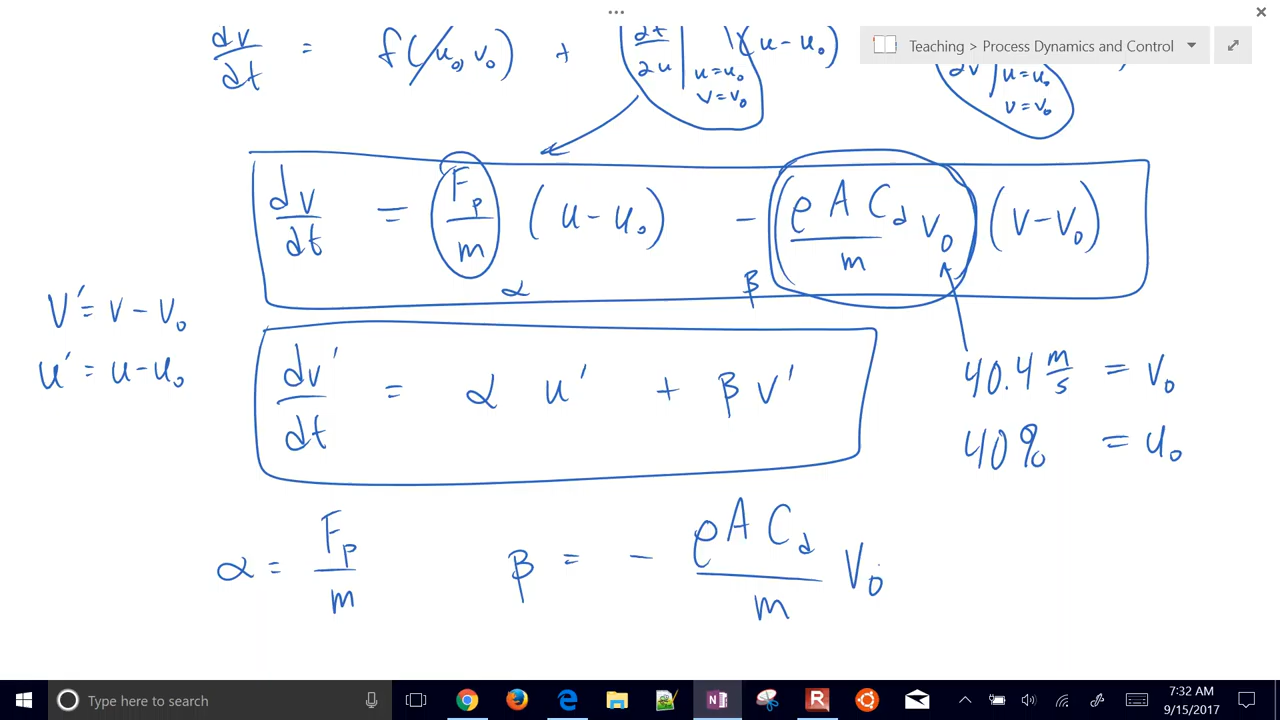 Teaching > Process Dynamics and Control
dv/dt = f(u₀, v₀) + ∂f/∂u | u=u₀ v=v₀ (u - u₀) ∂v | u=u₀ v=v₀
dv/dt = Fp/m (u - u₀) - (ρ A Cd v₀ / m) (v - v₀)
α β
v' = v - v₀
u' = u - u₀
dv'/dt = α u' + β v'
40.4 m/s = v₀
40% = u₀
α = Fp/m β = - ρ A Cd / m v₀
Type here to search
7:32 AM
9/15/2017